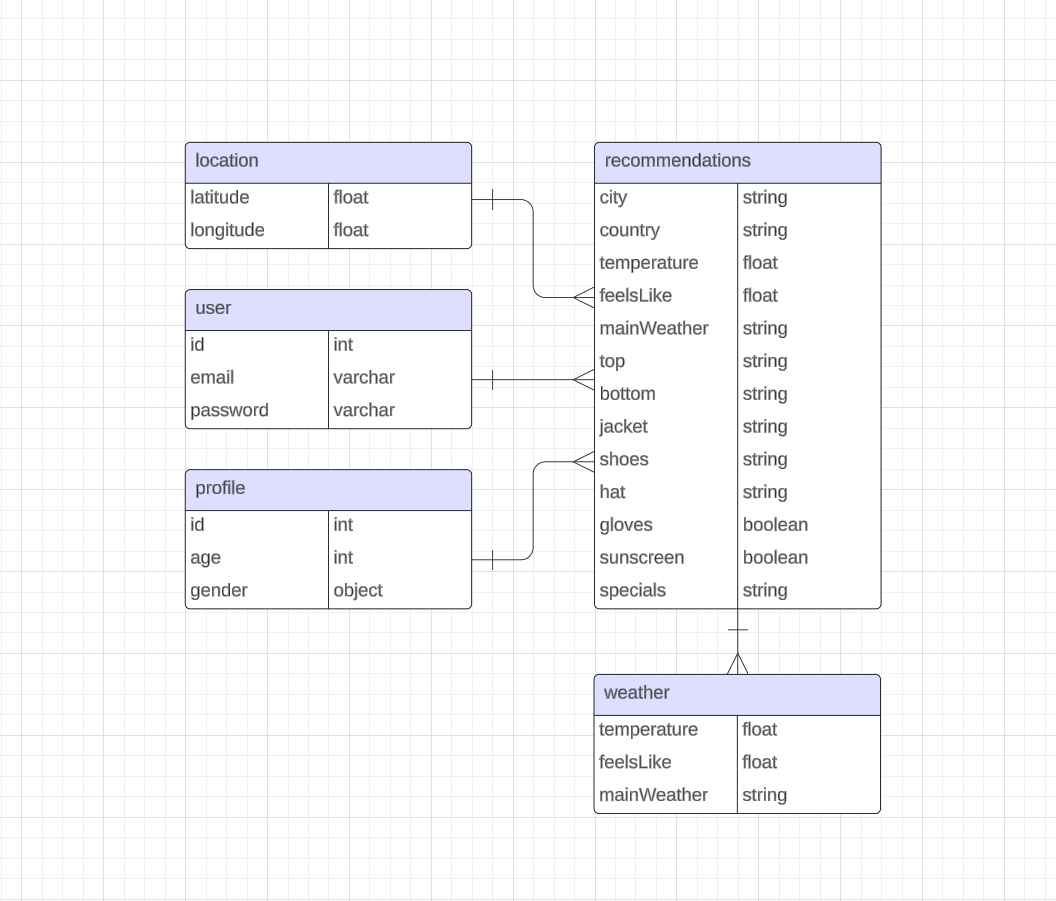 location
latitude float
longitude float
user
id int
email varchar
password varchar
profile
id int
age int
gender object
recommendations
city string
country string
temperature float
feelsLike float
mainWeather string
top string
bottom string
jacket string
shoes string
hat string
gloves boolean
sunscreen boolean
specials string
weather
temperature float
feelsLike float
mainWeather string